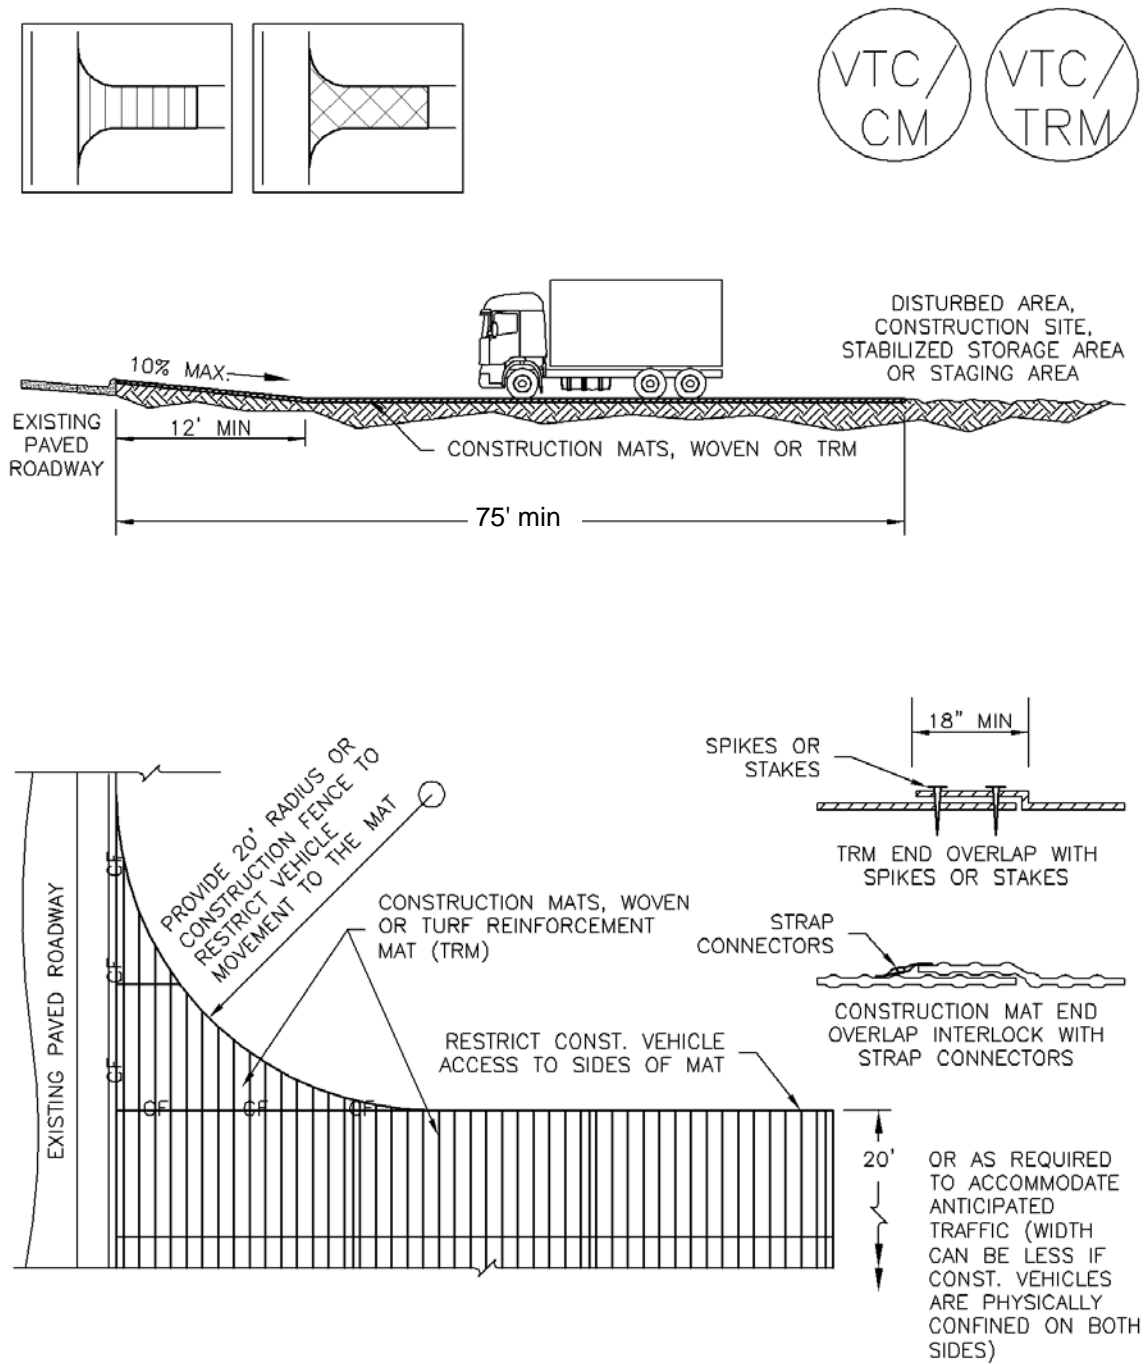 VTC/
CM
VTC/
TRM
DISTURBED AREA,
CONSTRUCTION SITE,
STABILIZED STORAGE AREA
OR STAGING AREA
10% MAX.
EXISTING
PAVED
ROADWAY
12' MIN
CONSTRUCTION MATS, WOVEN OR TRM
75' min
PROVIDE 20' RADIUS OR
CONSTRUCTION FENCE TO
RESTRICT VEHICLE
MOVEMENT TO THE MAT
18" MIN
SPIKES OR
STAKES
TRM END OVERLAP WITH
SPIKES OR STAKES
EXISTING PAVED ROADWAY
CF
CF
CF
CF
CF
CF
CONSTRUCTION MATS, WOVEN
OR TURF REINFORCEMENT
MAT (TRM)
STRAP
CONNECTORS
CONSTRUCTION MAT END
OVERLAP INTERLOCK WITH
STRAP CONNECTORS
RESTRICT CONST. VEHICLE
ACCESS TO SIDES OF MAT
20'
OR AS REQUIRED
TO ACCOMMODATE
ANTICIPATED
TRAFFIC (WIDTH
CAN BE LESS IF
CONST. VEHICLES
ARE PHYSICALLY
CONFINED ON BOTH
SIDES)